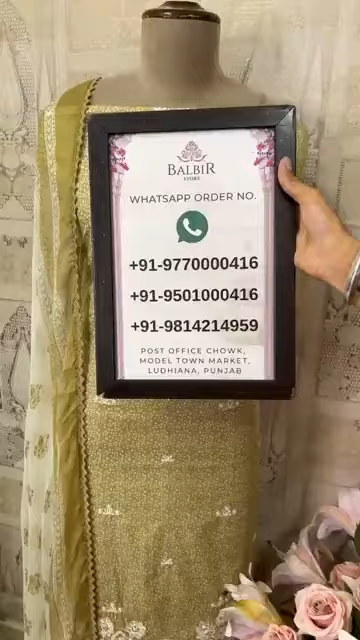 BALBIR
STORE
WHATSAPP ORDER NO.
+91-9770000416
+91-9501000416
+91-9814214959
POST OFFICE CHOWK,
MODEL TOWN MARKET,
LUDHIANA, PUNJAB